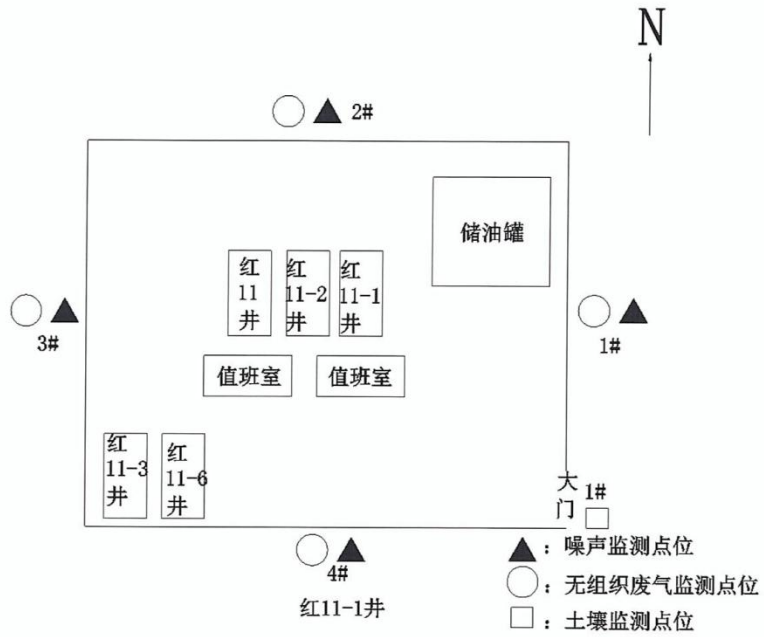 N
2#
储油罐
红
11
井
红
11-2
井
红
11-1
井
3#
1#
值班室
值班室
红
11-3
井
红
11-6
井
大
门
1#
4#
红11-1井
▲：噪声监测点位
○：无组织废气监测点位
□：土壤监测点位